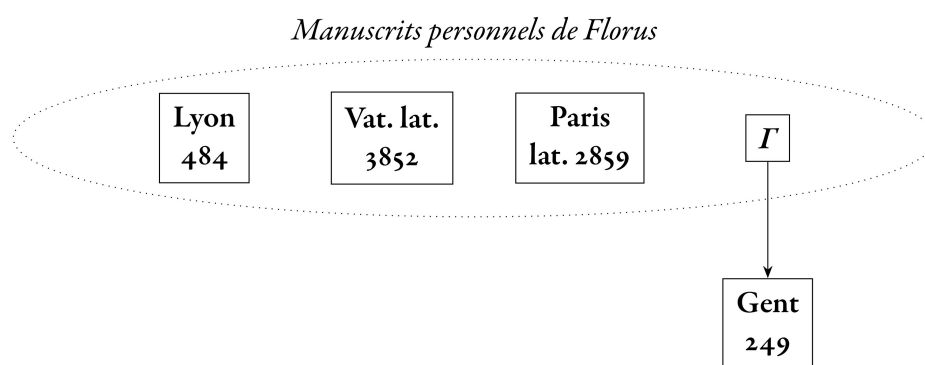 Manuscrits personnels de Florus
Lyon
484
Vat. lat.
3852
Paris
lat. 2859
Γ
Gent
249